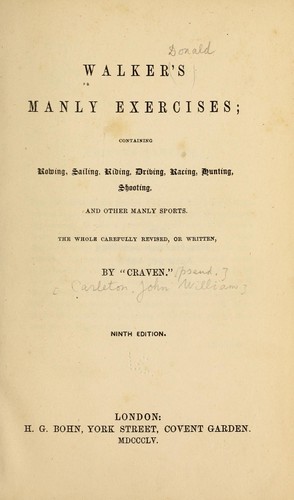 Donald
WALKER'S
MANLY EXERCISES;
CONTAINING
Rowing, Sailing, Riding, Driving, Racing, Hunting,
Shooting,
AND OTHER MANLY SPORTS.
THE WHOLE CAREFULLY REVISED, OR WRITTEN,
BY "CRAVEN." [pseud.]
[Carleton, John William]
NINTH EDITION.
LONDON:
H. G. BOHN, YORK STREET, COVENT GARDEN.
MDCCCLV.